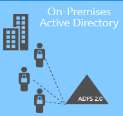 On-Premises
Active Directory
ADFS 2.0